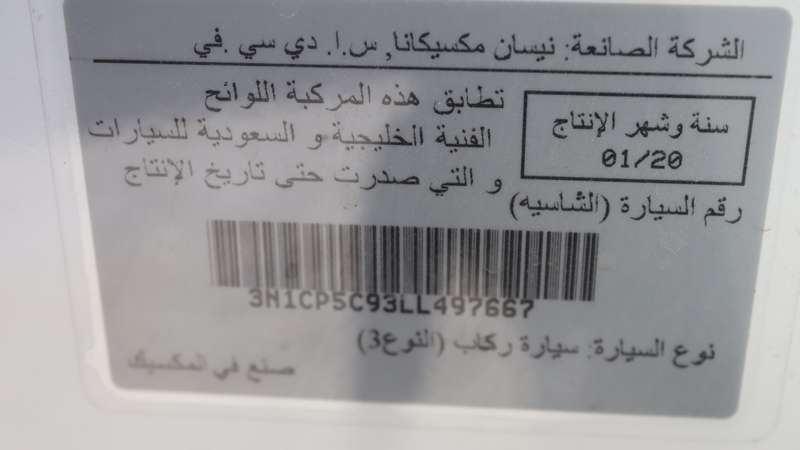 الشركة الصانعة: نيسان مكسيكانا, س.ا. دي سي .في
سنة وشهر الإنتاج
01/20
تطابق هذه المركبة اللوائح
الفنية الخليجية و السعودية للسيارات
و التي صدرت حتى تاريخ الإنتاج
رقم السيارة (الشاسيه)
3N1CP5C93LL497667
نوع السيارة: سيارة ركاب (النوع3)
صنع في المكسيك